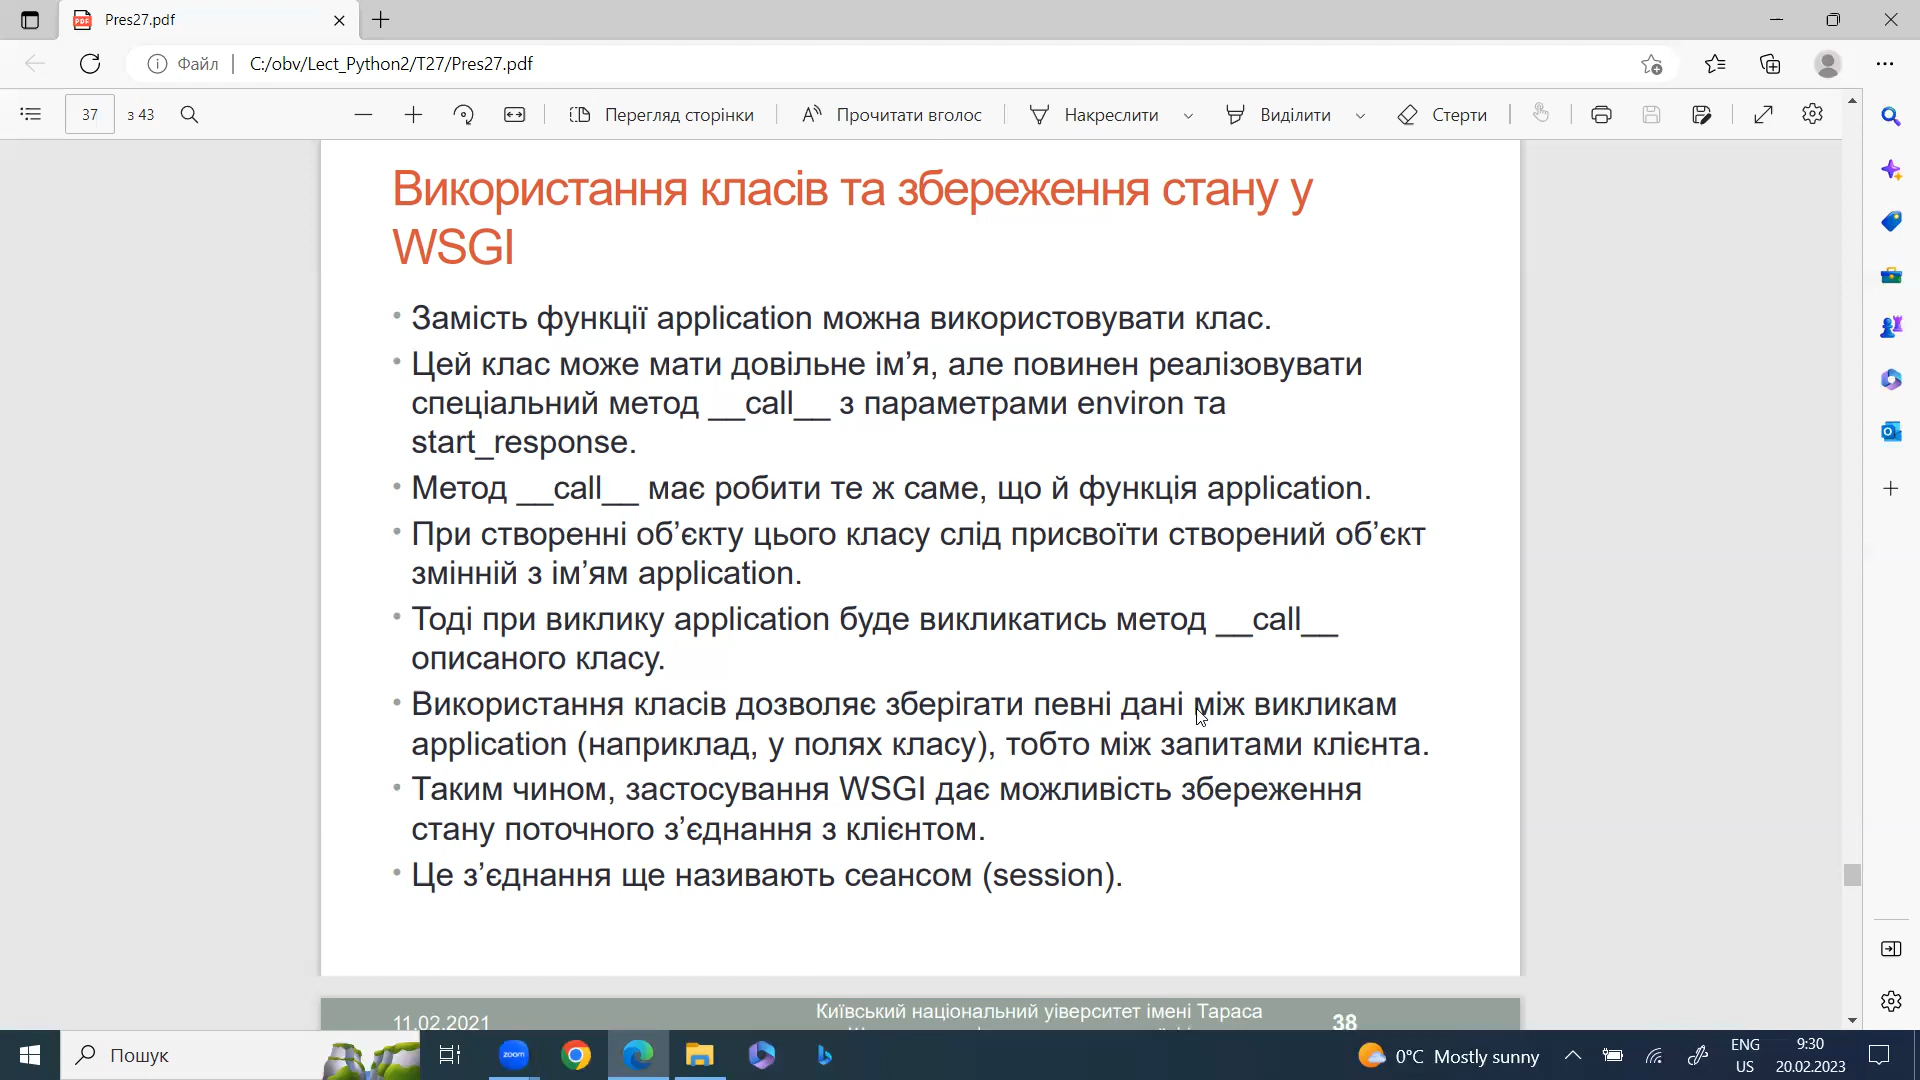 Pres27.pdf
Файл
C:/obv/Lect_Python2/T27/Pres27.pdf
37 з 43
Перегляд сторінки
Прочитати вголос
Накреслити
Виділити
Стерти
Використання класів та збереження стану у
WSGI
• Замість функції application можна використовувати клас.
• Цей клас може мати довільне ім’я, але повинен реалізовувати
спеціальний метод __call__ з параметрами environ та
start_response.
• Метод __call__ має робити те ж саме, що й функція application.
• При створенні об’єкту цього класу слід присвоїти створений об’єкт
змінній з ім’ям application.
• Тоді при виклику application буде викликатись метод __call__
описаного класу.
• Використання класів дозволяє зберігати певні дані між викликам
application (наприклад, у полях класу), тобто між запитами клієнта.
• Таким чином, застосування WSGI дає можливість збереження
стану поточного з’єднання з клієнтом.
• Це з’єднання ще називають сеансом (session).
11.02.2021
Київський національний уіверситет імені Тараса
38
Пошук
zoom
0°C Mostly sunny
ENG
US
9:30
20.02.2023